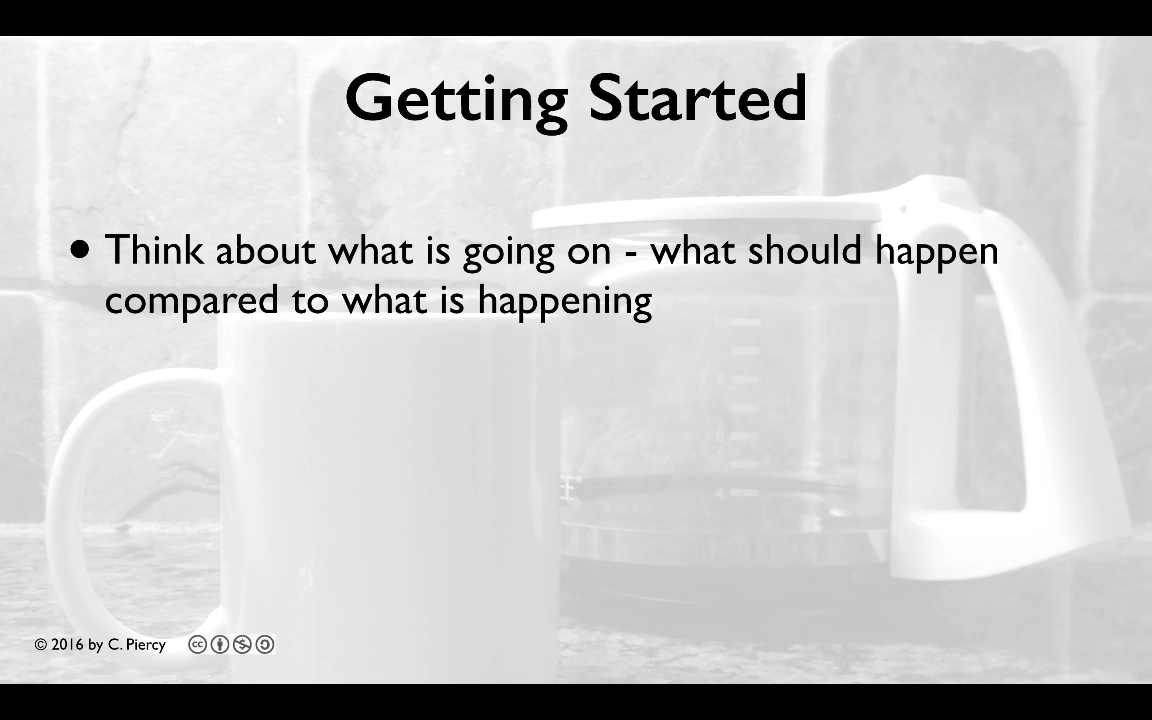 Getting Started
• Think about what is going on - what should happen
compared to what is happening
© 2016 by C. Piercy